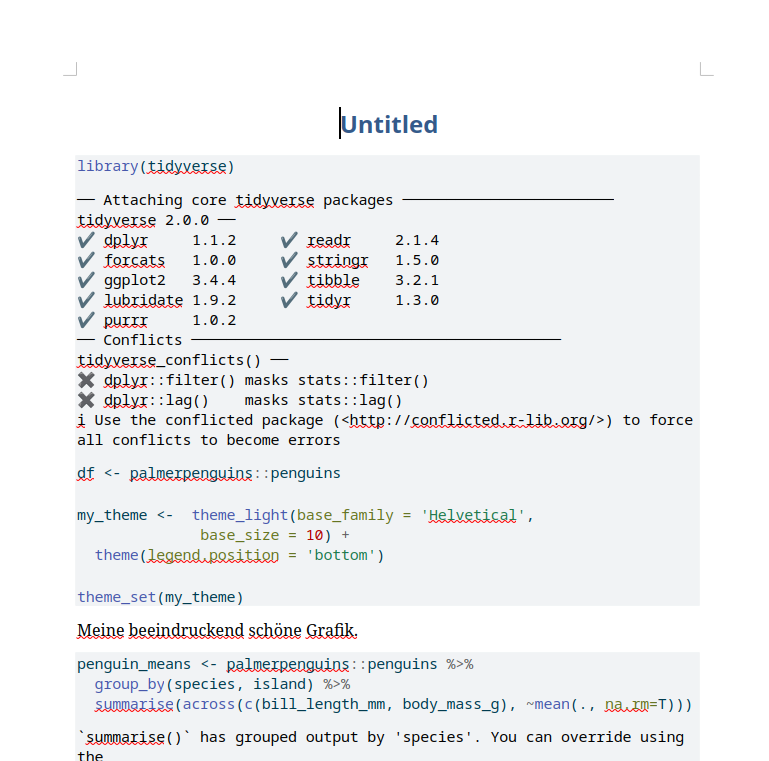 Untitled
library(tidyverse)
── Attaching core tidyverse packages ────────────────────────
tidyverse 2.0.0 ──
✔ dplyr     1.1.2     ✔ readr     2.1.4
✔ forcats   1.0.0     ✔ stringr   1.5.0
✔ ggplot2   3.4.4     ✔ tibble    3.2.1
✔ lubridate 1.9.2     ✔ tidyr     1.3.0
✔ purrr     1.0.2
── Conflicts ──────────────────────────────────────────
tidyverse_conflicts() ──
✖ dplyr::filter() masks stats::filter()
✖ dplyr::lag()    masks stats::lag()
i Use the conflicted package (<http://conflicted.r-lib.org/>) to force
all conflicts to become errors
df <- palmerpenguins::penguins
my_theme <-  theme_light(base_family = 'Helvetical',
              base_size = 10) +
  theme(legend.position = 'bottom')
theme_set(my_theme)
Meine beeindruckend schöne Grafik.
penguin_means <- palmerpenguins::penguins %>%
  group_by(species, island) %>%
  summarise(across(c(bill_length_mm, body_mass_g), ~mean(., na.rm=T)))
`summarise()` has grouped output by 'species'. You can override using
the